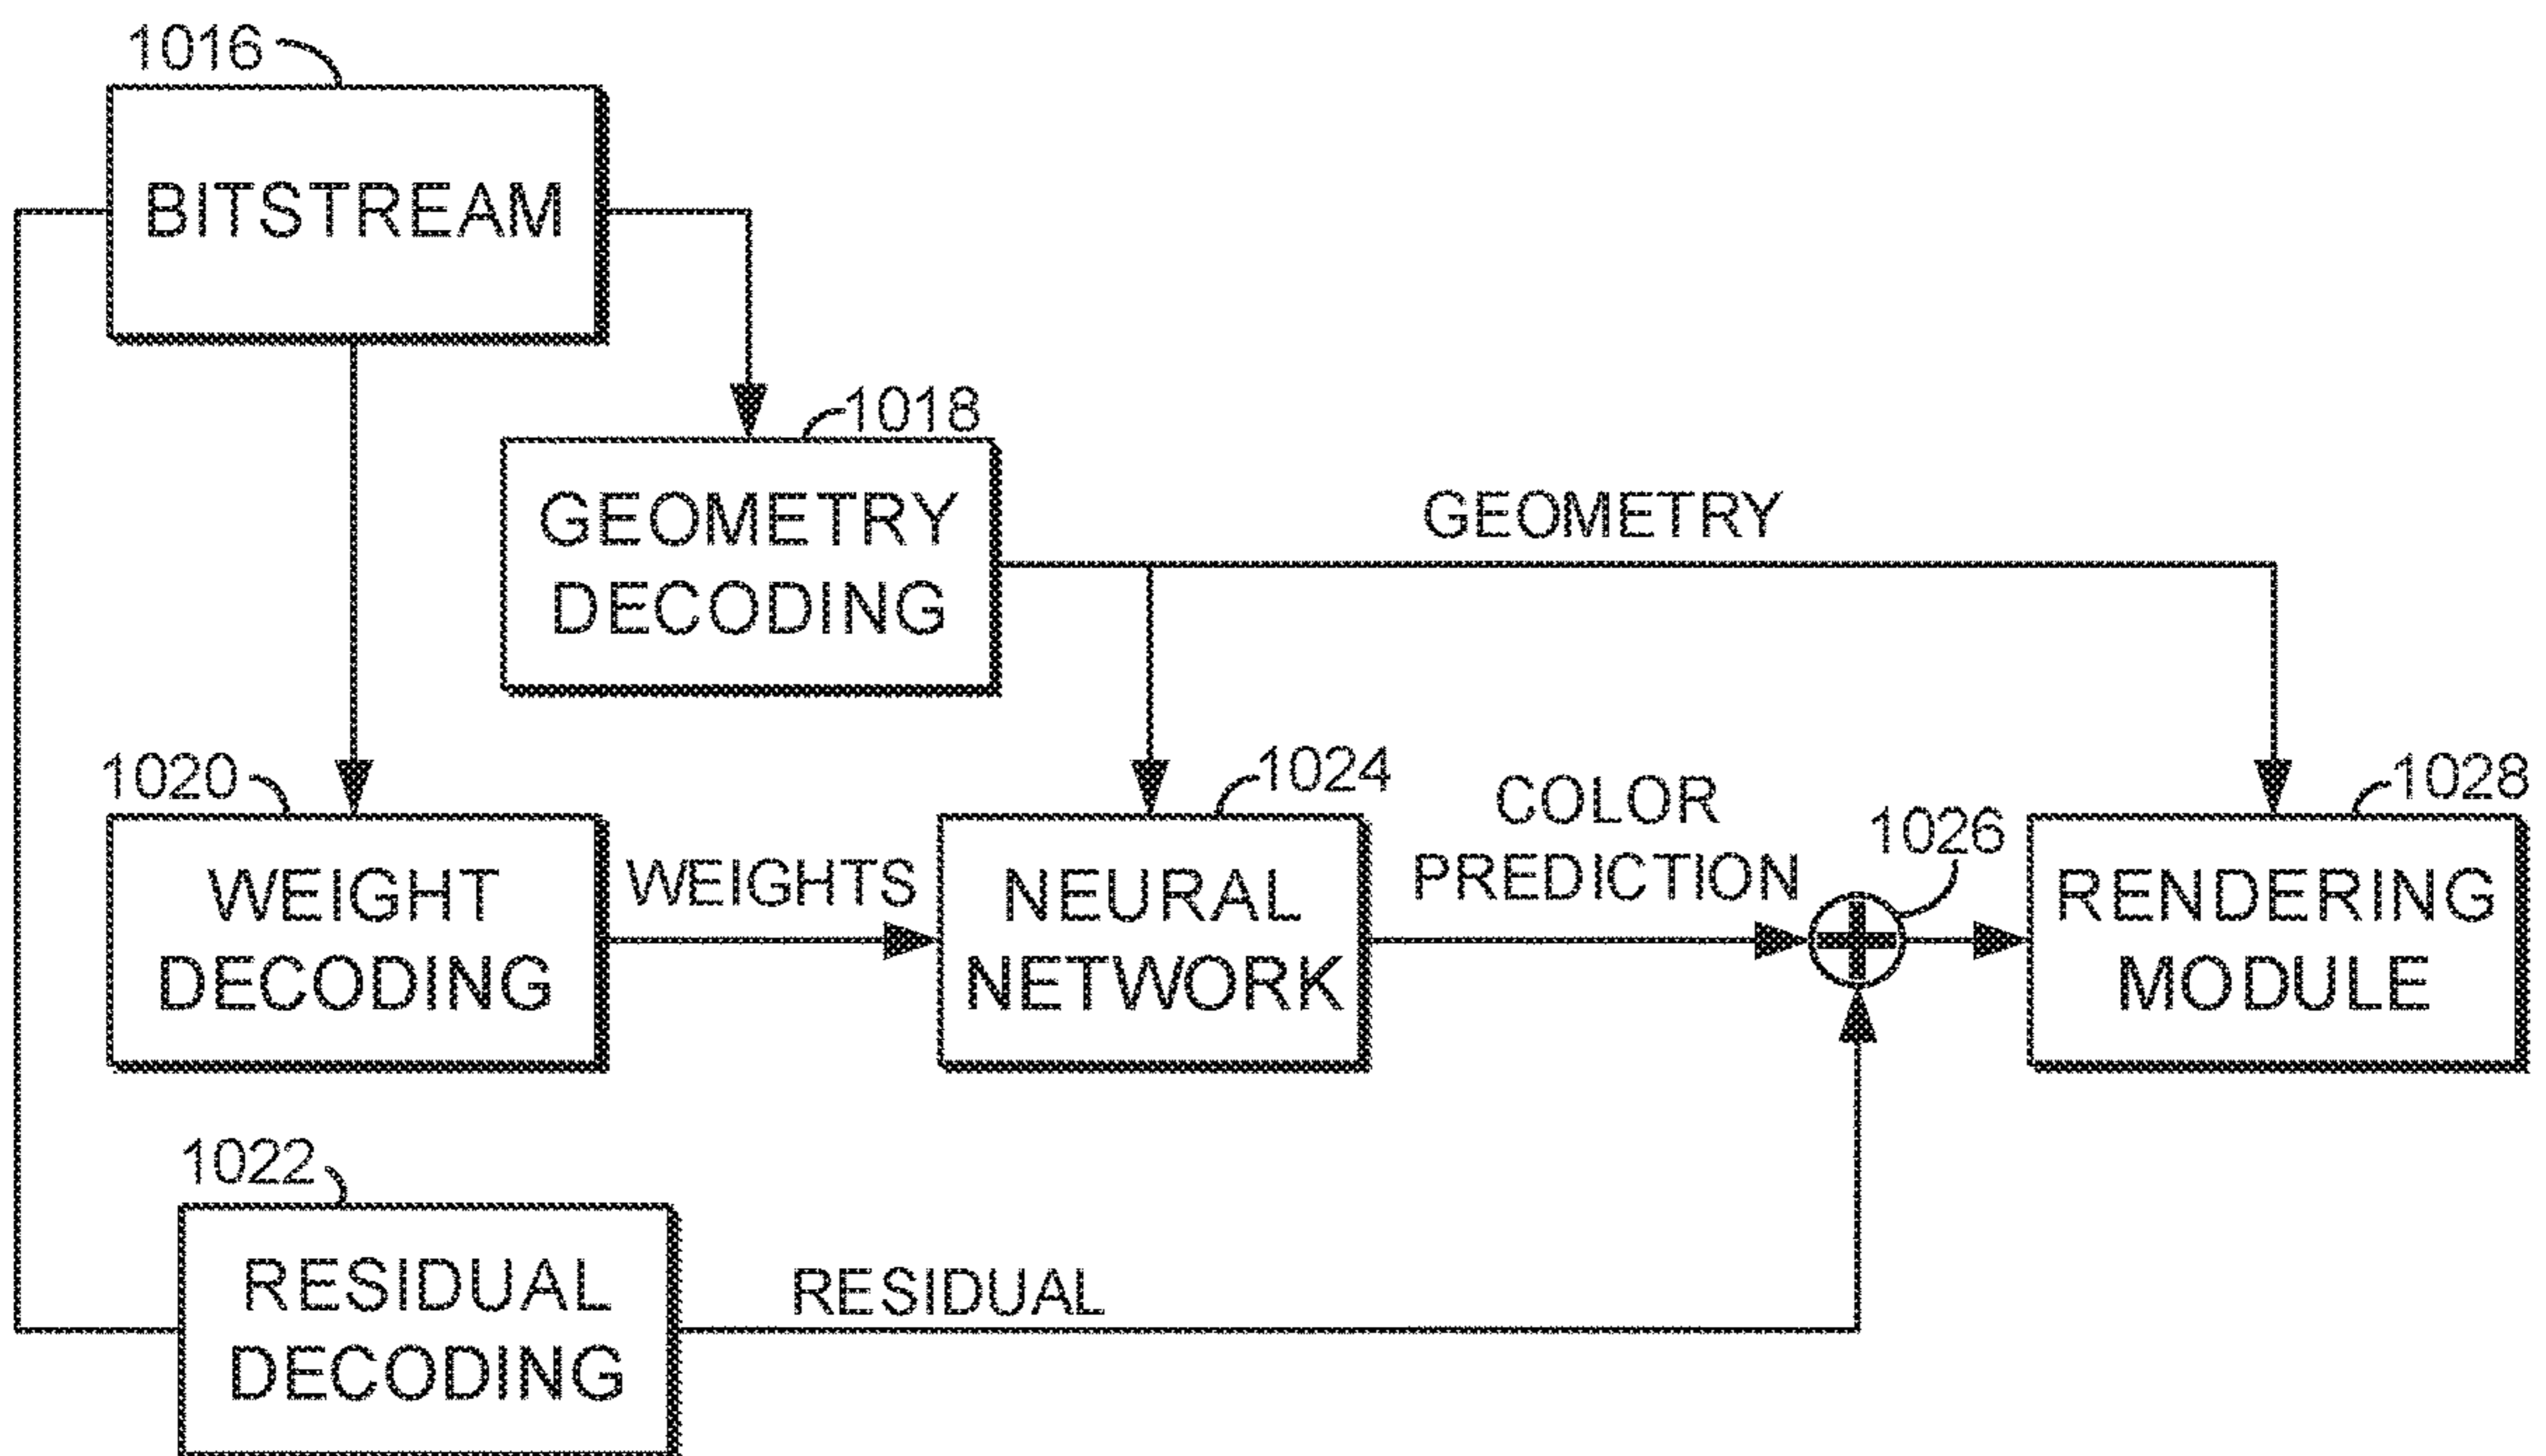 1016
BITSTREAM
1018
GEOMETRY
DECODING
GEOMETRY
1020
WEIGHT
DECODING
WEIGHTS
1024
NEURAL
NETWORK
COLOR
PREDICTION
1026
1028
RENDERING
MODULE
1022
RESIDUAL
DECODING
RESIDUAL